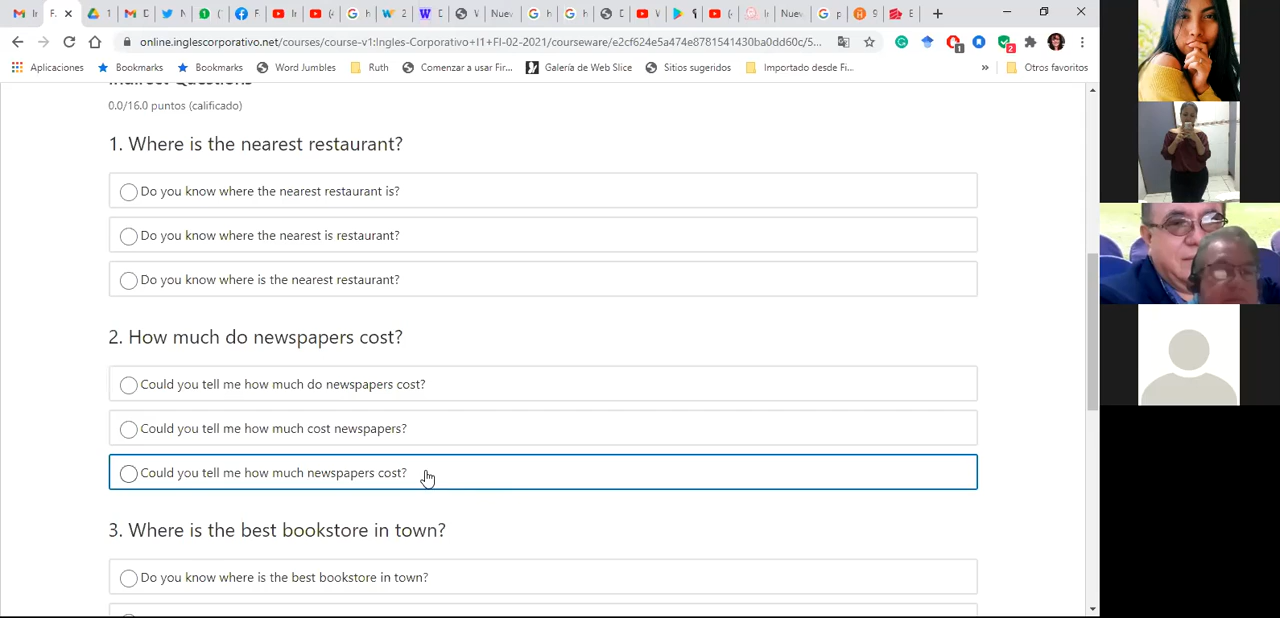 online.inglescorporativo.net/courses/course-v1:Ingles-Corporativo+I1+FI-02-2021/courseware/e2cf624e5a474e8781541430ba0dd60c/5...
Aplicaciones Bookmarks Bookmarks Word Jumbles Ruth Comenzar a usar Firef... Galería de Web Slice Sitios sugeridos Importado desde Fi... » Otros favoritos
Indirect Questions
0.0/16.0 puntos (calificado)
1. Where is the nearest restaurant?
Do you know where the nearest restaurant is?
Do you know where the nearest is restaurant?
Do you know where is the nearest restaurant?
2. How much do newspapers cost?
Could you tell me how much do newspapers cost?
Could you tell me how much cost newspapers?
Could you tell me how much newspapers cost?
3. Where is the best bookstore in town?
Do you know where is the best bookstore in town?